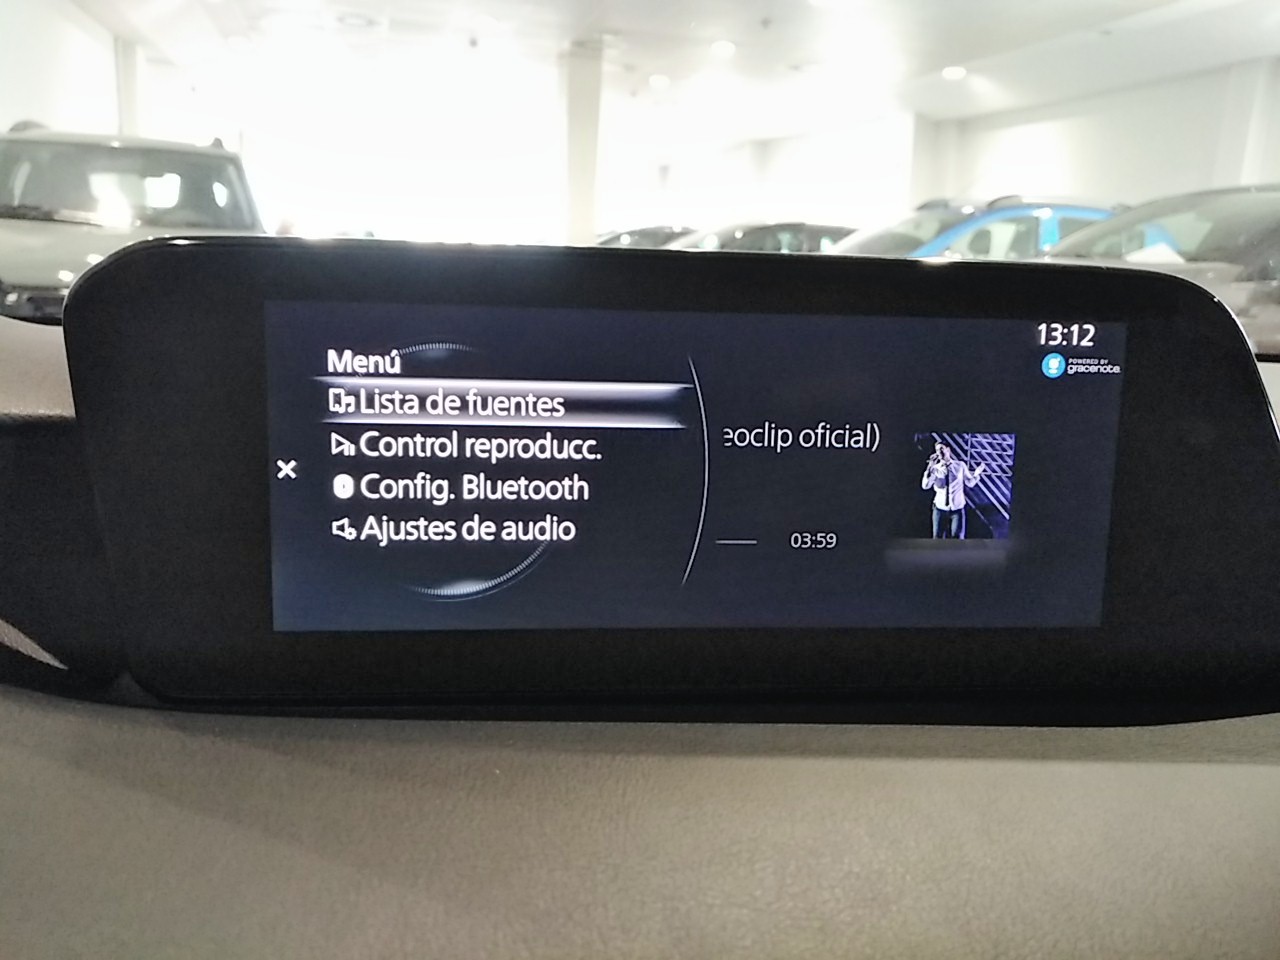 13:12
POWERED BY
gracenote.
Menú
Lista de fuentes
Control reproducc.
Config. Bluetooth
Ajustes de audio
eoclip oficial)
03:59